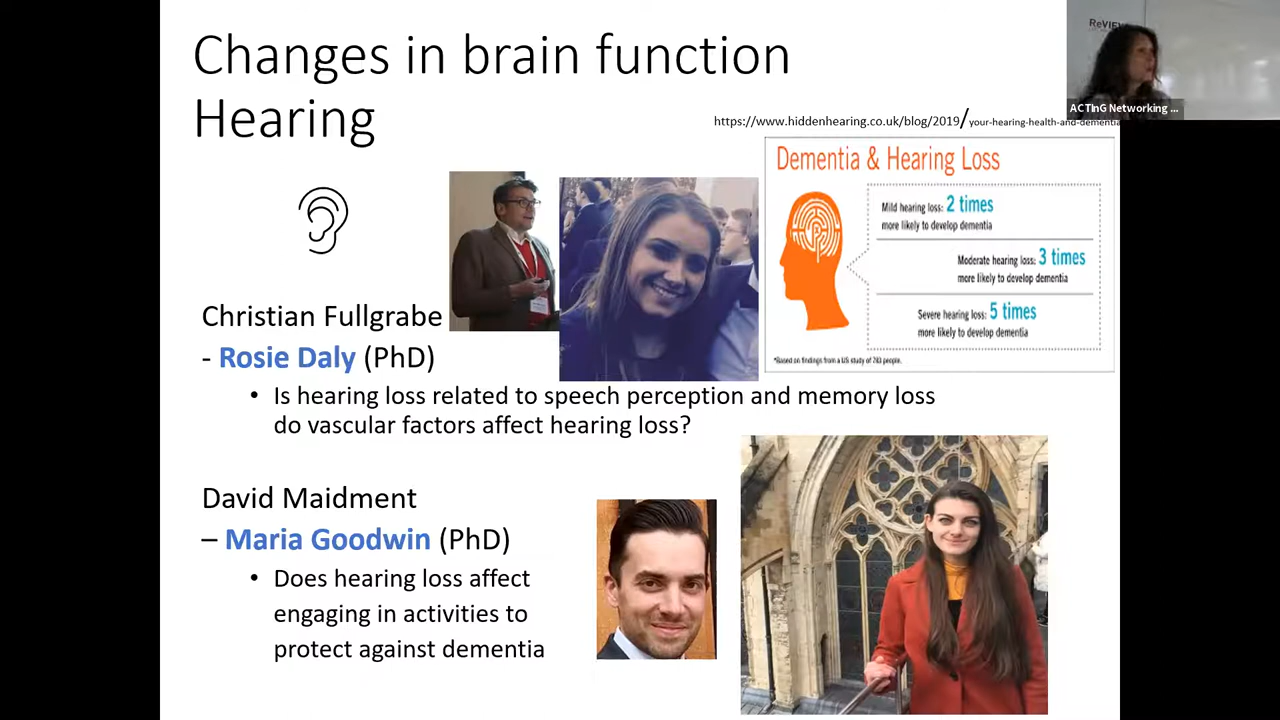 Changes in brain function
Hearing
https://www.hiddenhearing.co.uk/blog/2019/your-hearing-health-and-dementia
ACTInG Networking ...
Dementia & Hearing Loss
Mild hearing loss: 2 times
more likely to develop dementia
Moderate hearing loss: 3 times
more likely to develop dementia
Severe hearing loss: 5 times
more likely to develop dementia
*Based on findings from a US study of 783 people.
Christian Fullgrabe
- Rosie Daly (PhD)
• Is hearing loss related to speech perception and memory loss
do vascular factors affect hearing loss?
David Maidment
– Maria Goodwin (PhD)
• Does hearing loss affect
engaging in activities to
protect against dementia